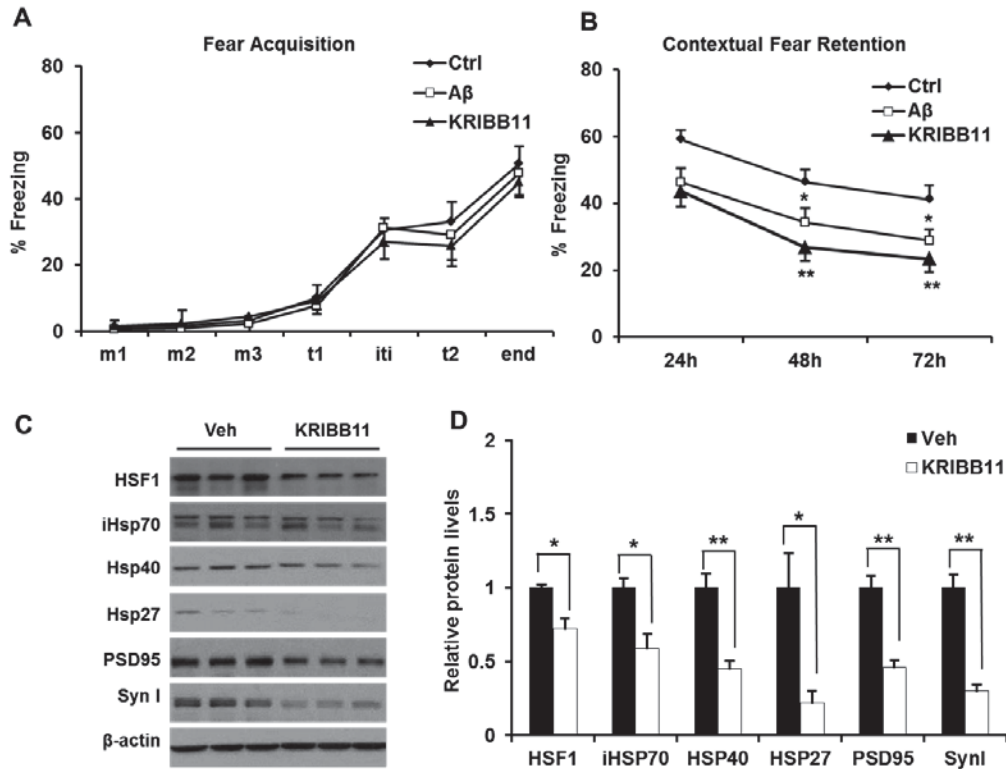 A
Fear Acquisition
Ctrl
Aβ
KRIBB11
% Freezing
80
60
40
20
0
m1 m2 m3 t1 iti t2 end
B
Contextual Fear Retention
Ctrl
Aβ
KRIBB11
% Freezing
80
60
40
20
0
* *
** **
24h 48h 72h
C
Veh KRIBB11
HSF1
iHsp70
Hsp40
Hsp27
PSD95
Syn I
β-actin
D
Veh
KRIBB11
Relative protein livels
2
1.5
1
0.5
0
* * ** * ** **
HSF1 iHSP70 HSP40 HSP27 PSD95 SynI